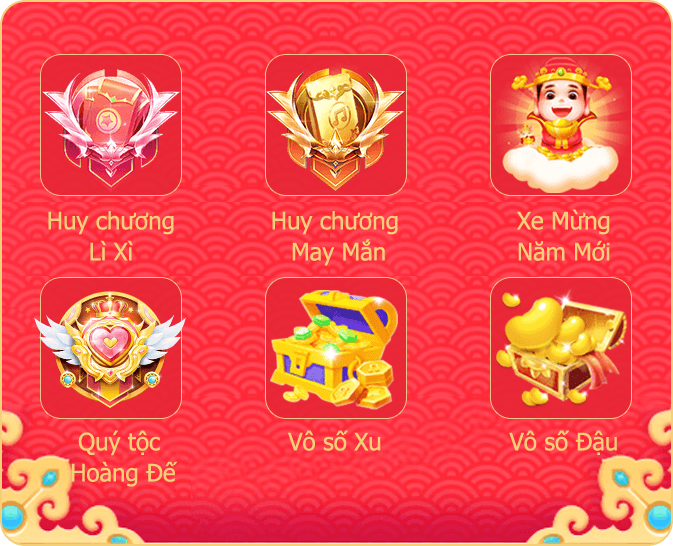 Huy chương
Lì Xì
Huy chương
May Mắn
Xe Mừng
Năm Mới
Quý tộc
Hoàng Đế
Vô số Xu
Vô số Đậu